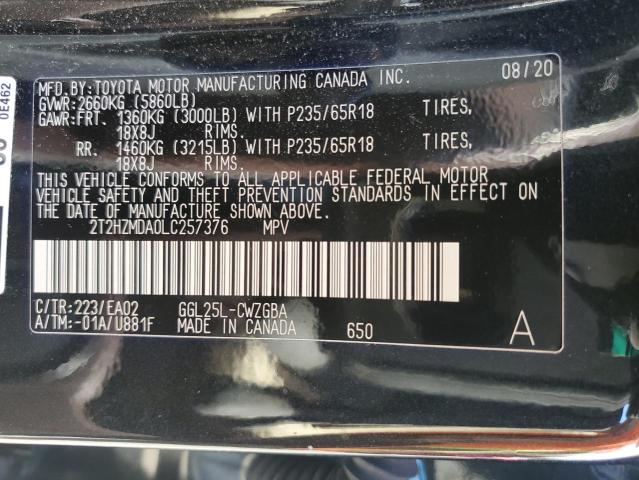 0E462
MFD. BY: TOYOTA MOTOR MANUFACTURING CANADA INC. 08/20
GVWR: 2660KG (5860LB)
GAWR: FRT. 1360KG (3000LB) WITH P235/65R18 TIRES,
18X8J RIMS.
RR. 1460KG (3215LB) WITH P235/65R18 TIRES,
18X8J RIMS.
THIS VEHICLE CONFORMS TO ALL APPLICABLE FEDERAL MOTOR
VEHICLE SAFETY AND THEFT PREVENTION STANDARDS IN EFFECT ON
THE DATE OF MANUFACTURE SHOWN ABOVE.
2T2HZMDA0LC257376 MPV
C/TR: 223/EA02 GGL25L-CWZGBA
A/TM: -01A/U881F MADE IN CANADA 650 A